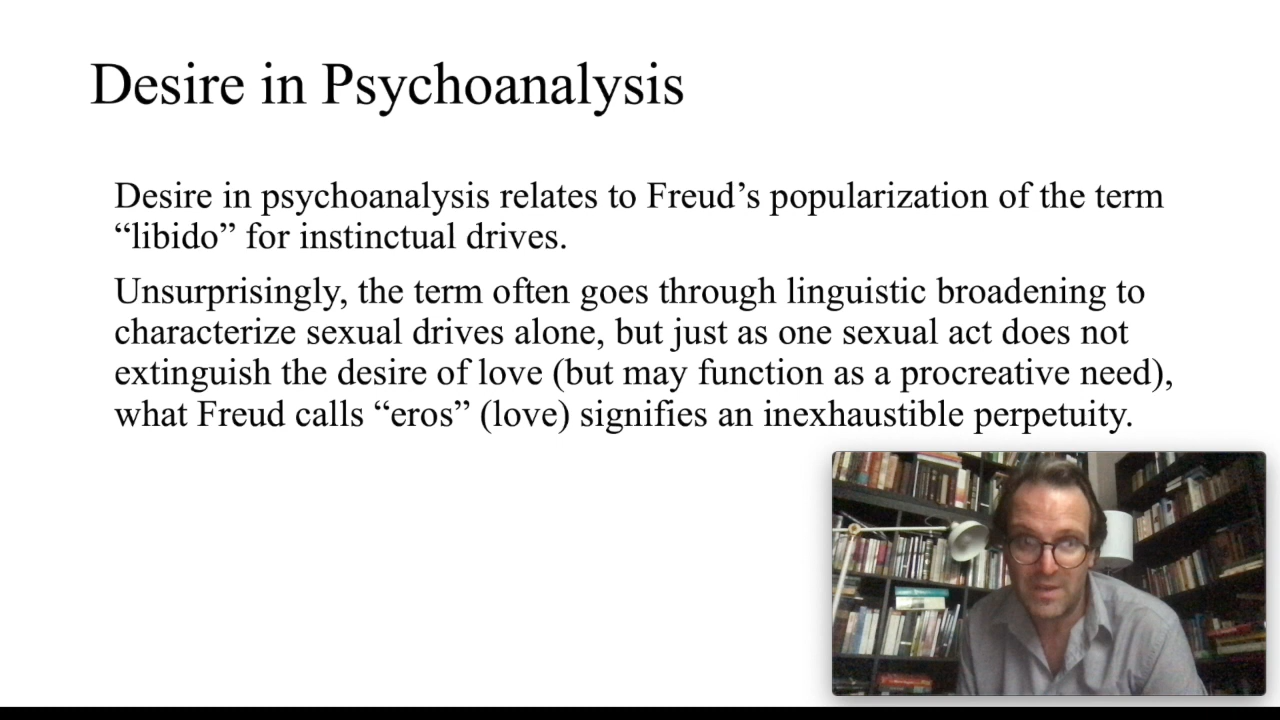 Desire in Psychoanalysis
Desire in psychoanalysis relates to Freud’s popularization of the term
“libido” for instinctual drives.
Unsurprisingly, the term often goes through linguistic broadening to
characterize sexual drives alone, but just as one sexual act does not
extinguish the desire of love (but may function as a procreative need),
what Freud calls “eros” (love) signifies an inexhaustible perpetuity.